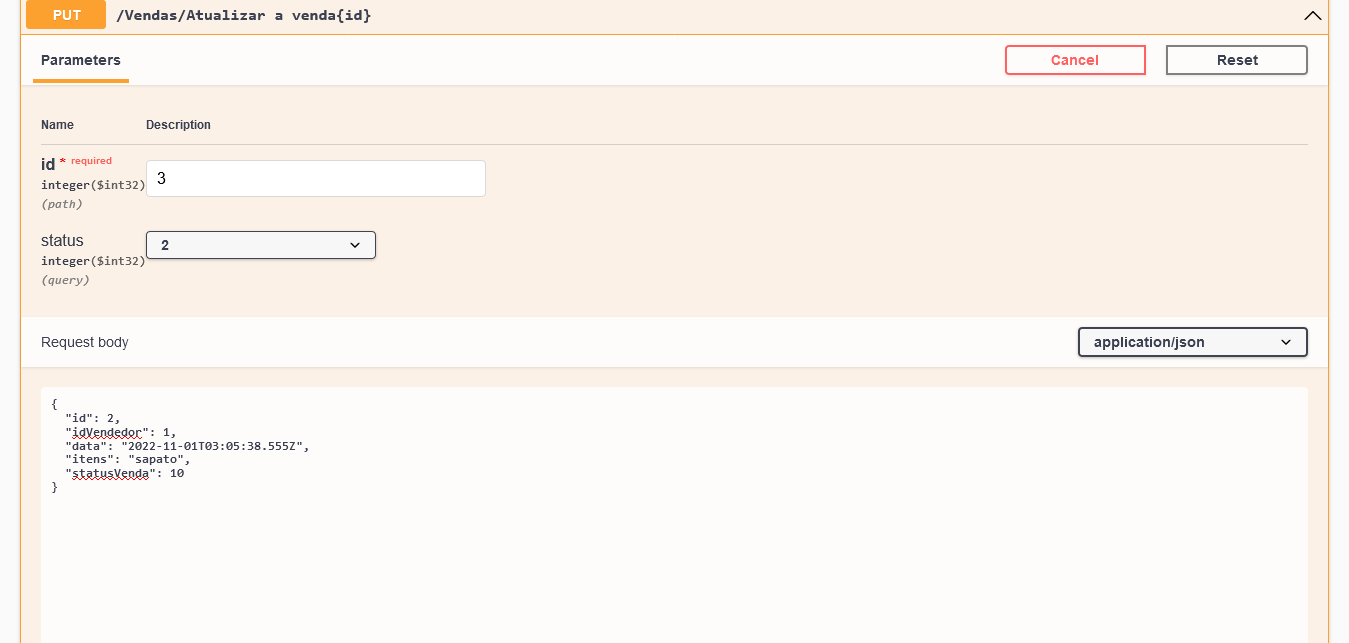 PUT /Vendas/Atualizar a venda{id}
Parameters
Cancel
Reset
Name Description
id * required
integer($int32)
(path)
3
status
integer($int32)
(query)
2
Request body
application/json
{
  "id": 2,
  "idVendedor": 1,
  "data": "2022-11-01T03:05:38.555Z",
  "itens": "sapato",
  "statusVenda": 10
}